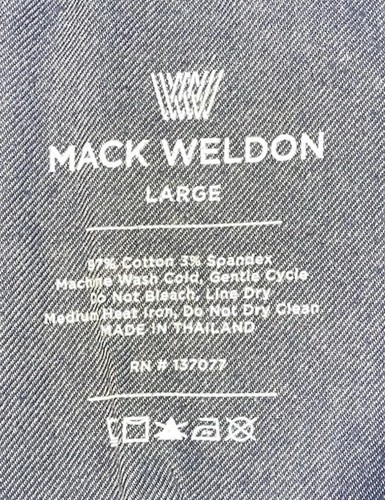 MACK WELDON
LARGE
97% Cotton 3% Spandex
Machine Wash Cold, Gentle Cycle
Do Not Bleach, Line Dry
Medium Heat Iron, Do Not Dry Clean
MADE IN THAILAND
RN # 137077